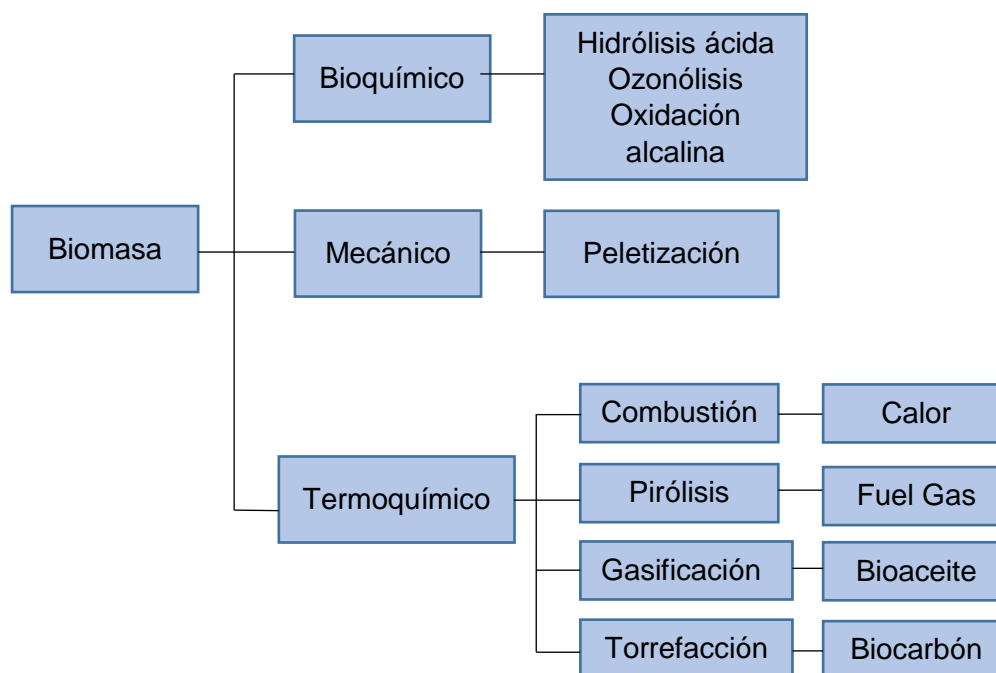 Biomasa
Bioquímico
Hidrólisis ácida
Ozonólisis
Oxidación
alcalina
Mecánico
Peletización
Termoquímico
Combustión
Calor
Pirólisis
Fuel Gas
Gasificación
Bioaceite
Torrefacción
Biocarbón